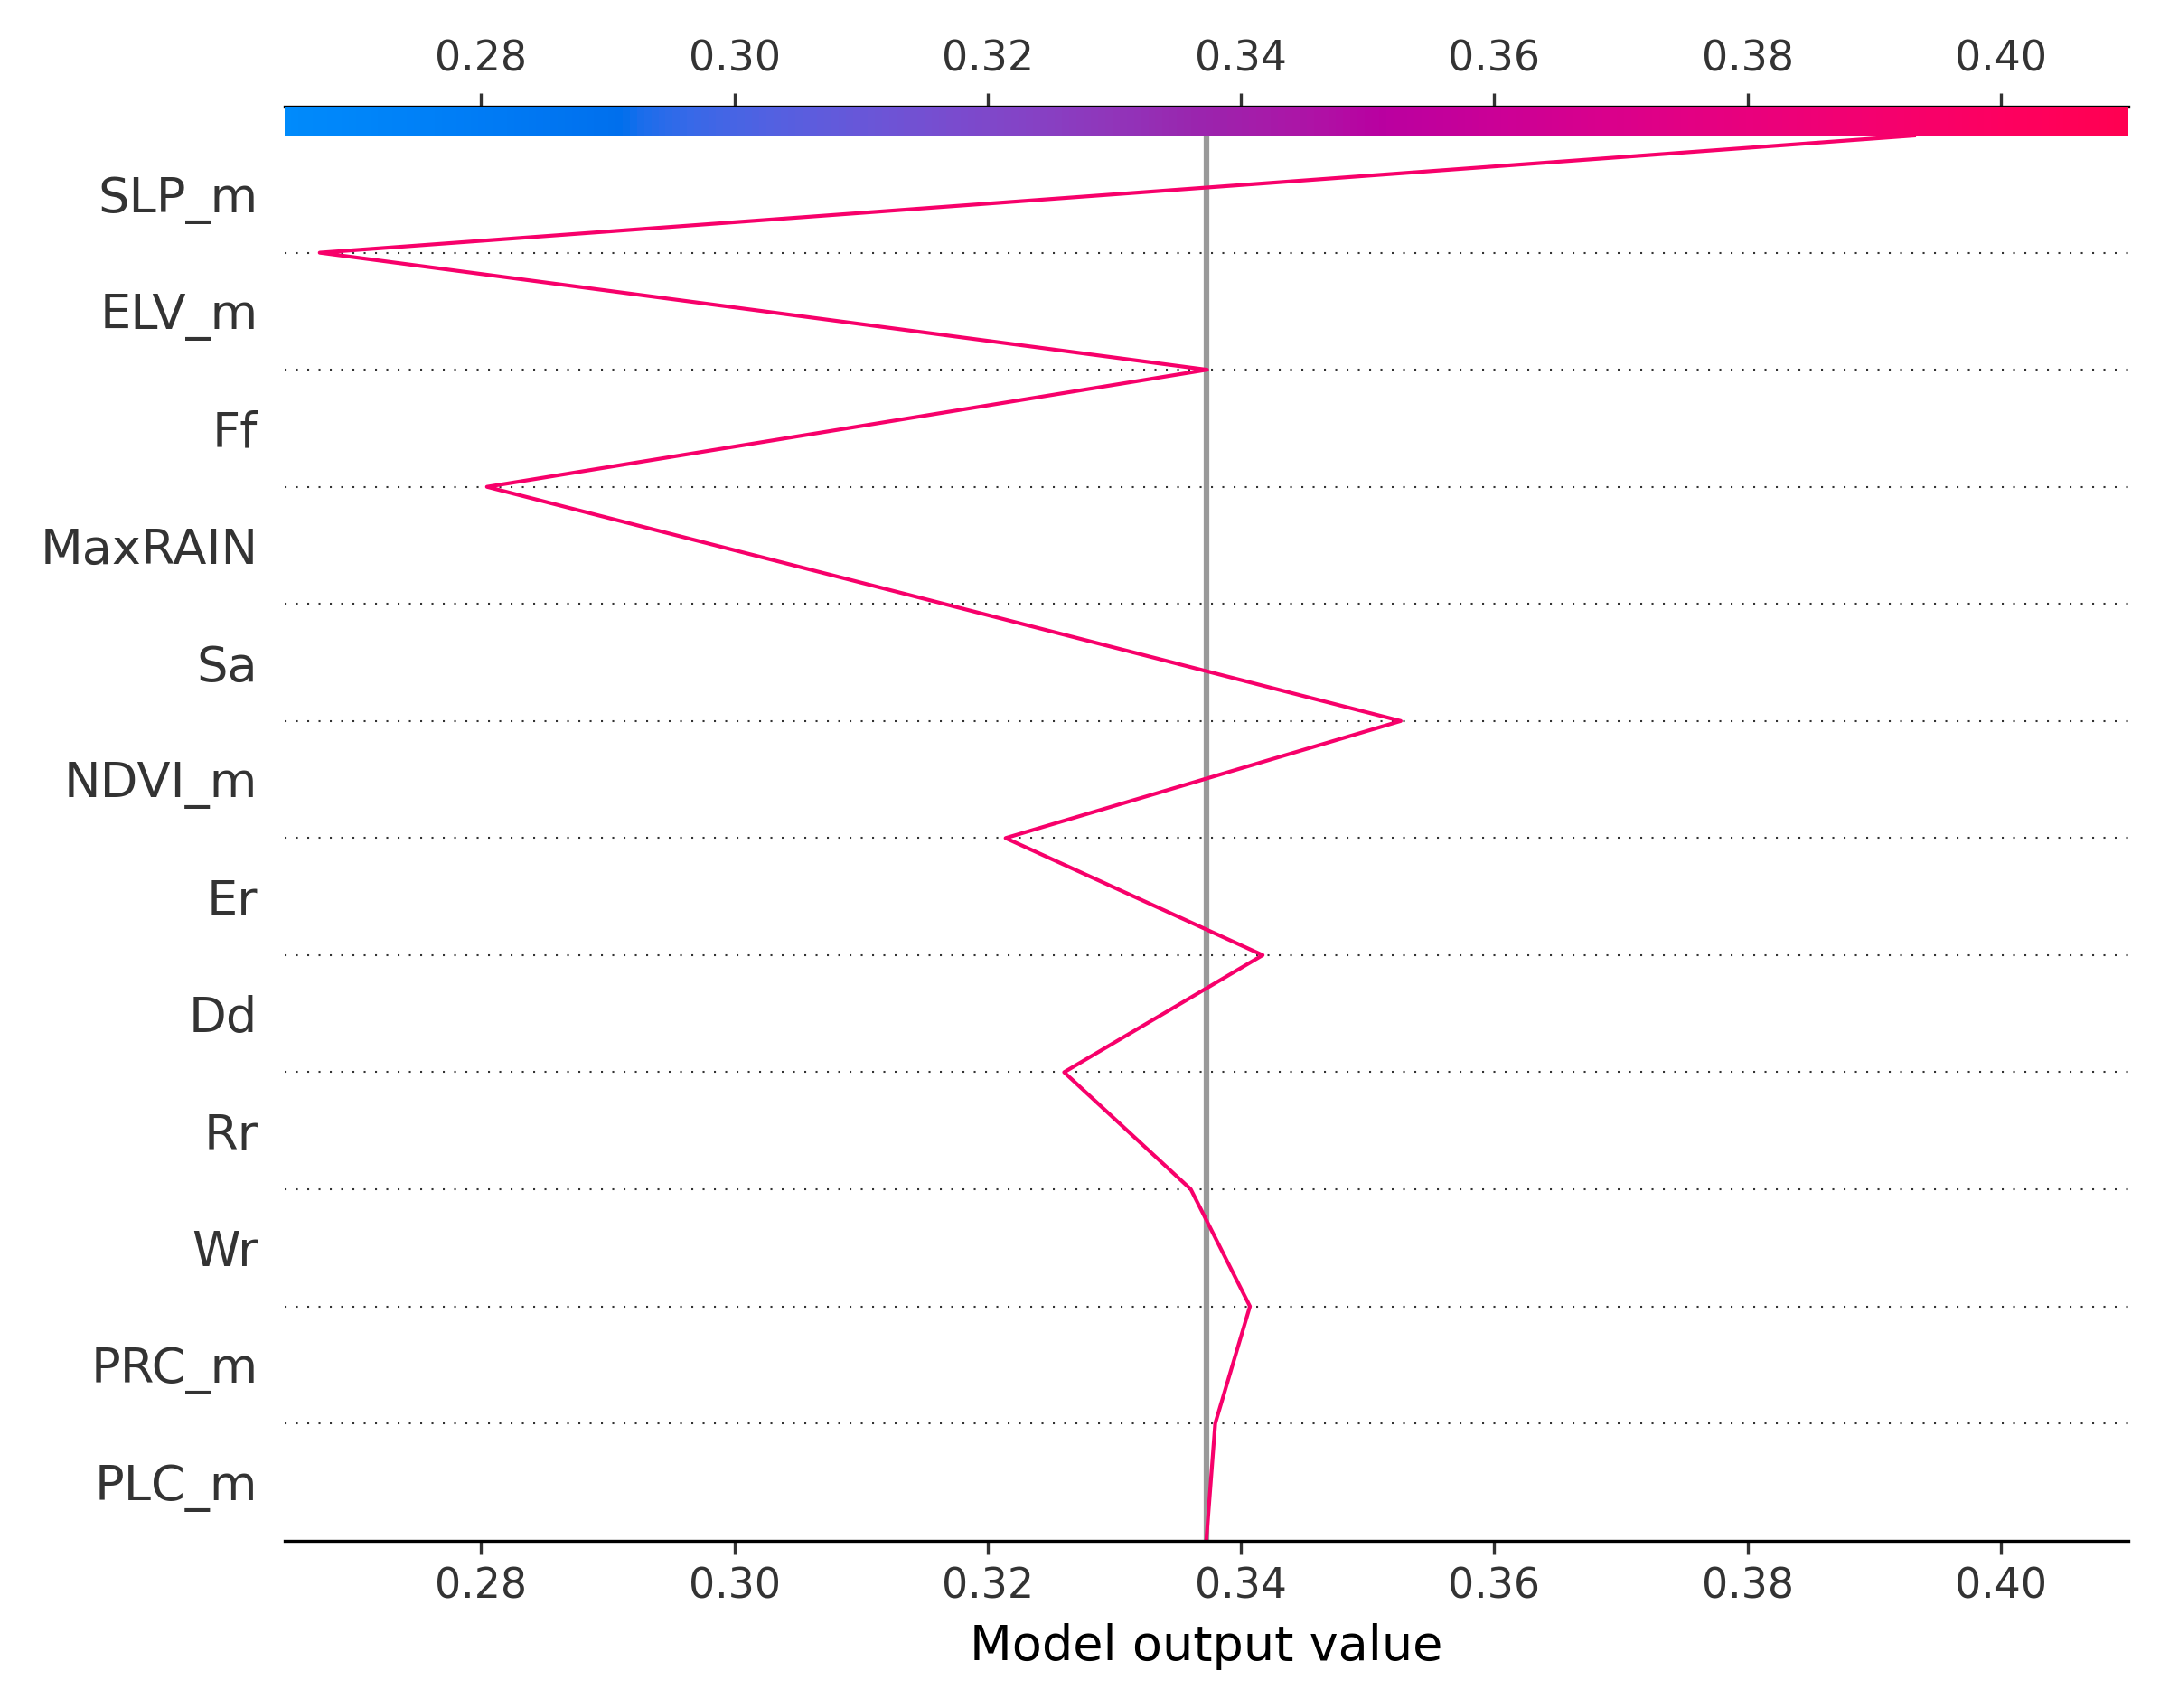 0.28 0.30 0.32 0.34 0.36 0.38 0.40
SLP_m
ELV_m
Ff
MaxRAIN
Sa
NDVI_m
Er
Dd
Rr
Wr
PRC_m
PLC_m
0.28 0.30 0.32 0.34 0.36 0.38 0.40
Model output value